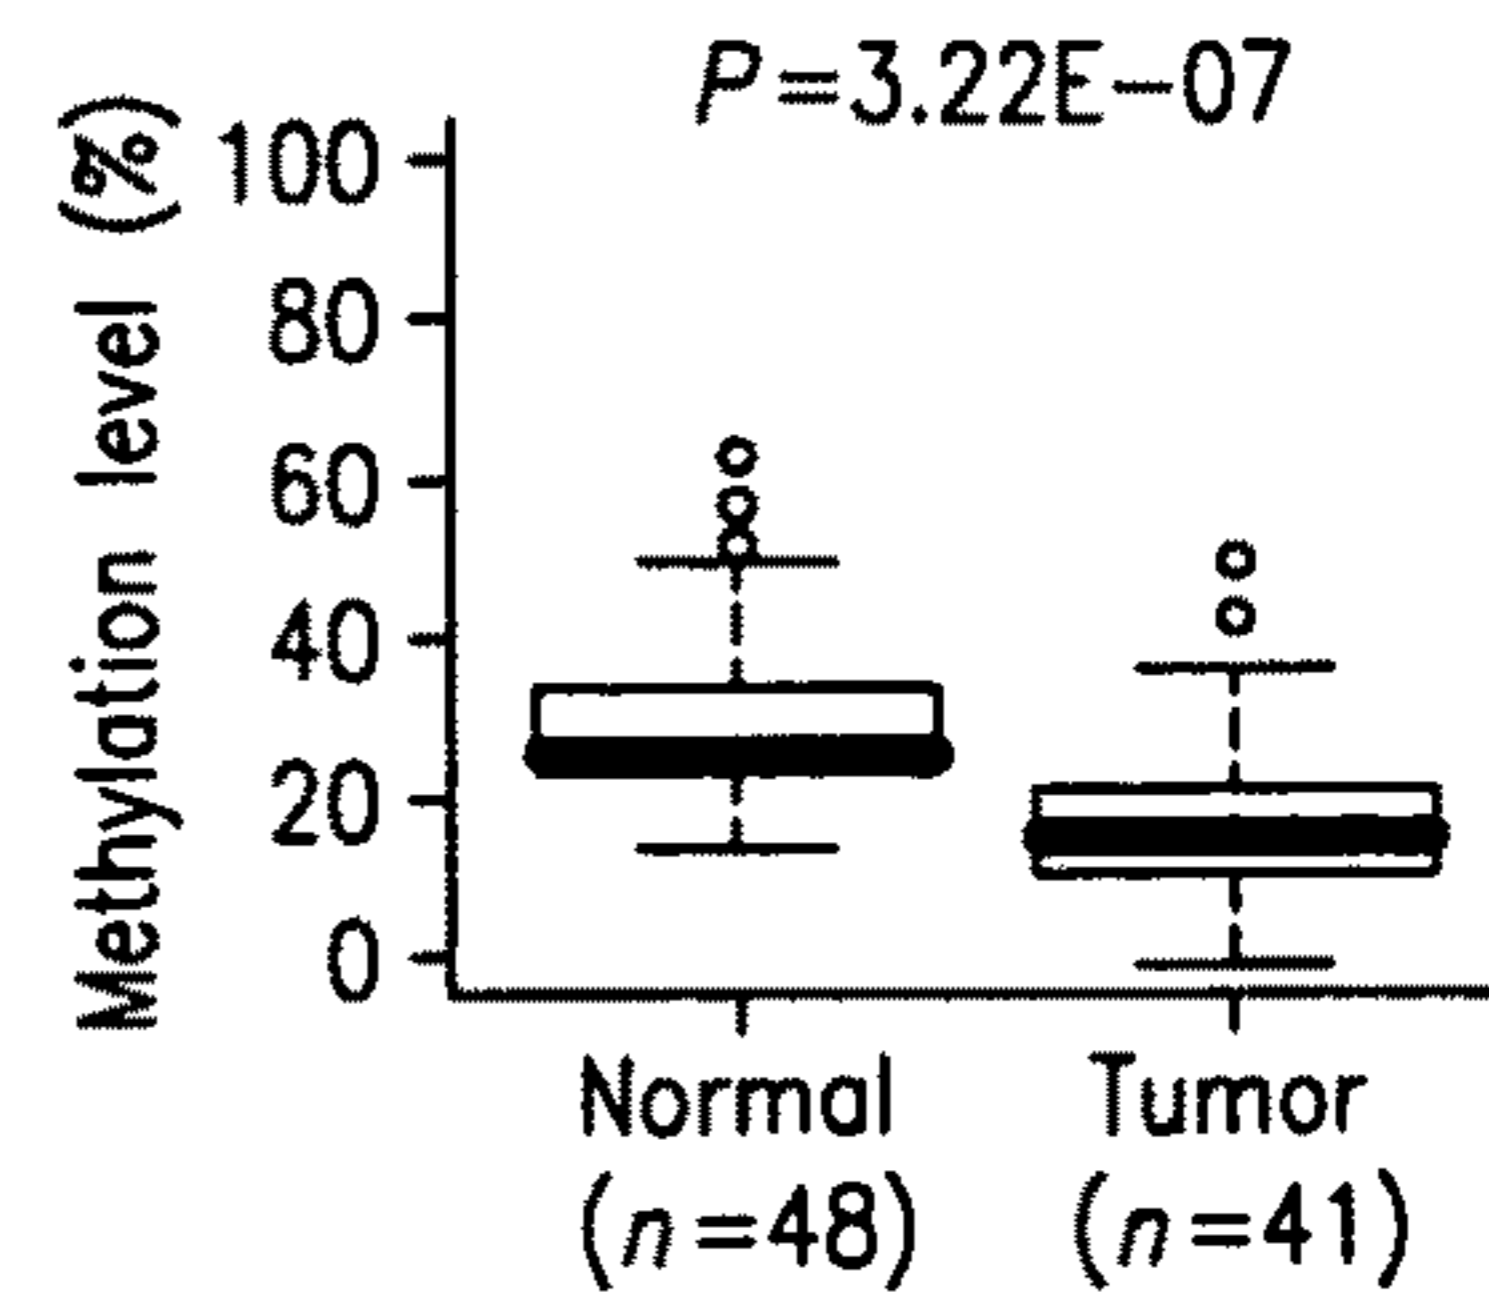 P=3.22E-07
Methylation level (%)
100
80
60
40
20
0
Normal
(n=48)
Tumor
(n=41)